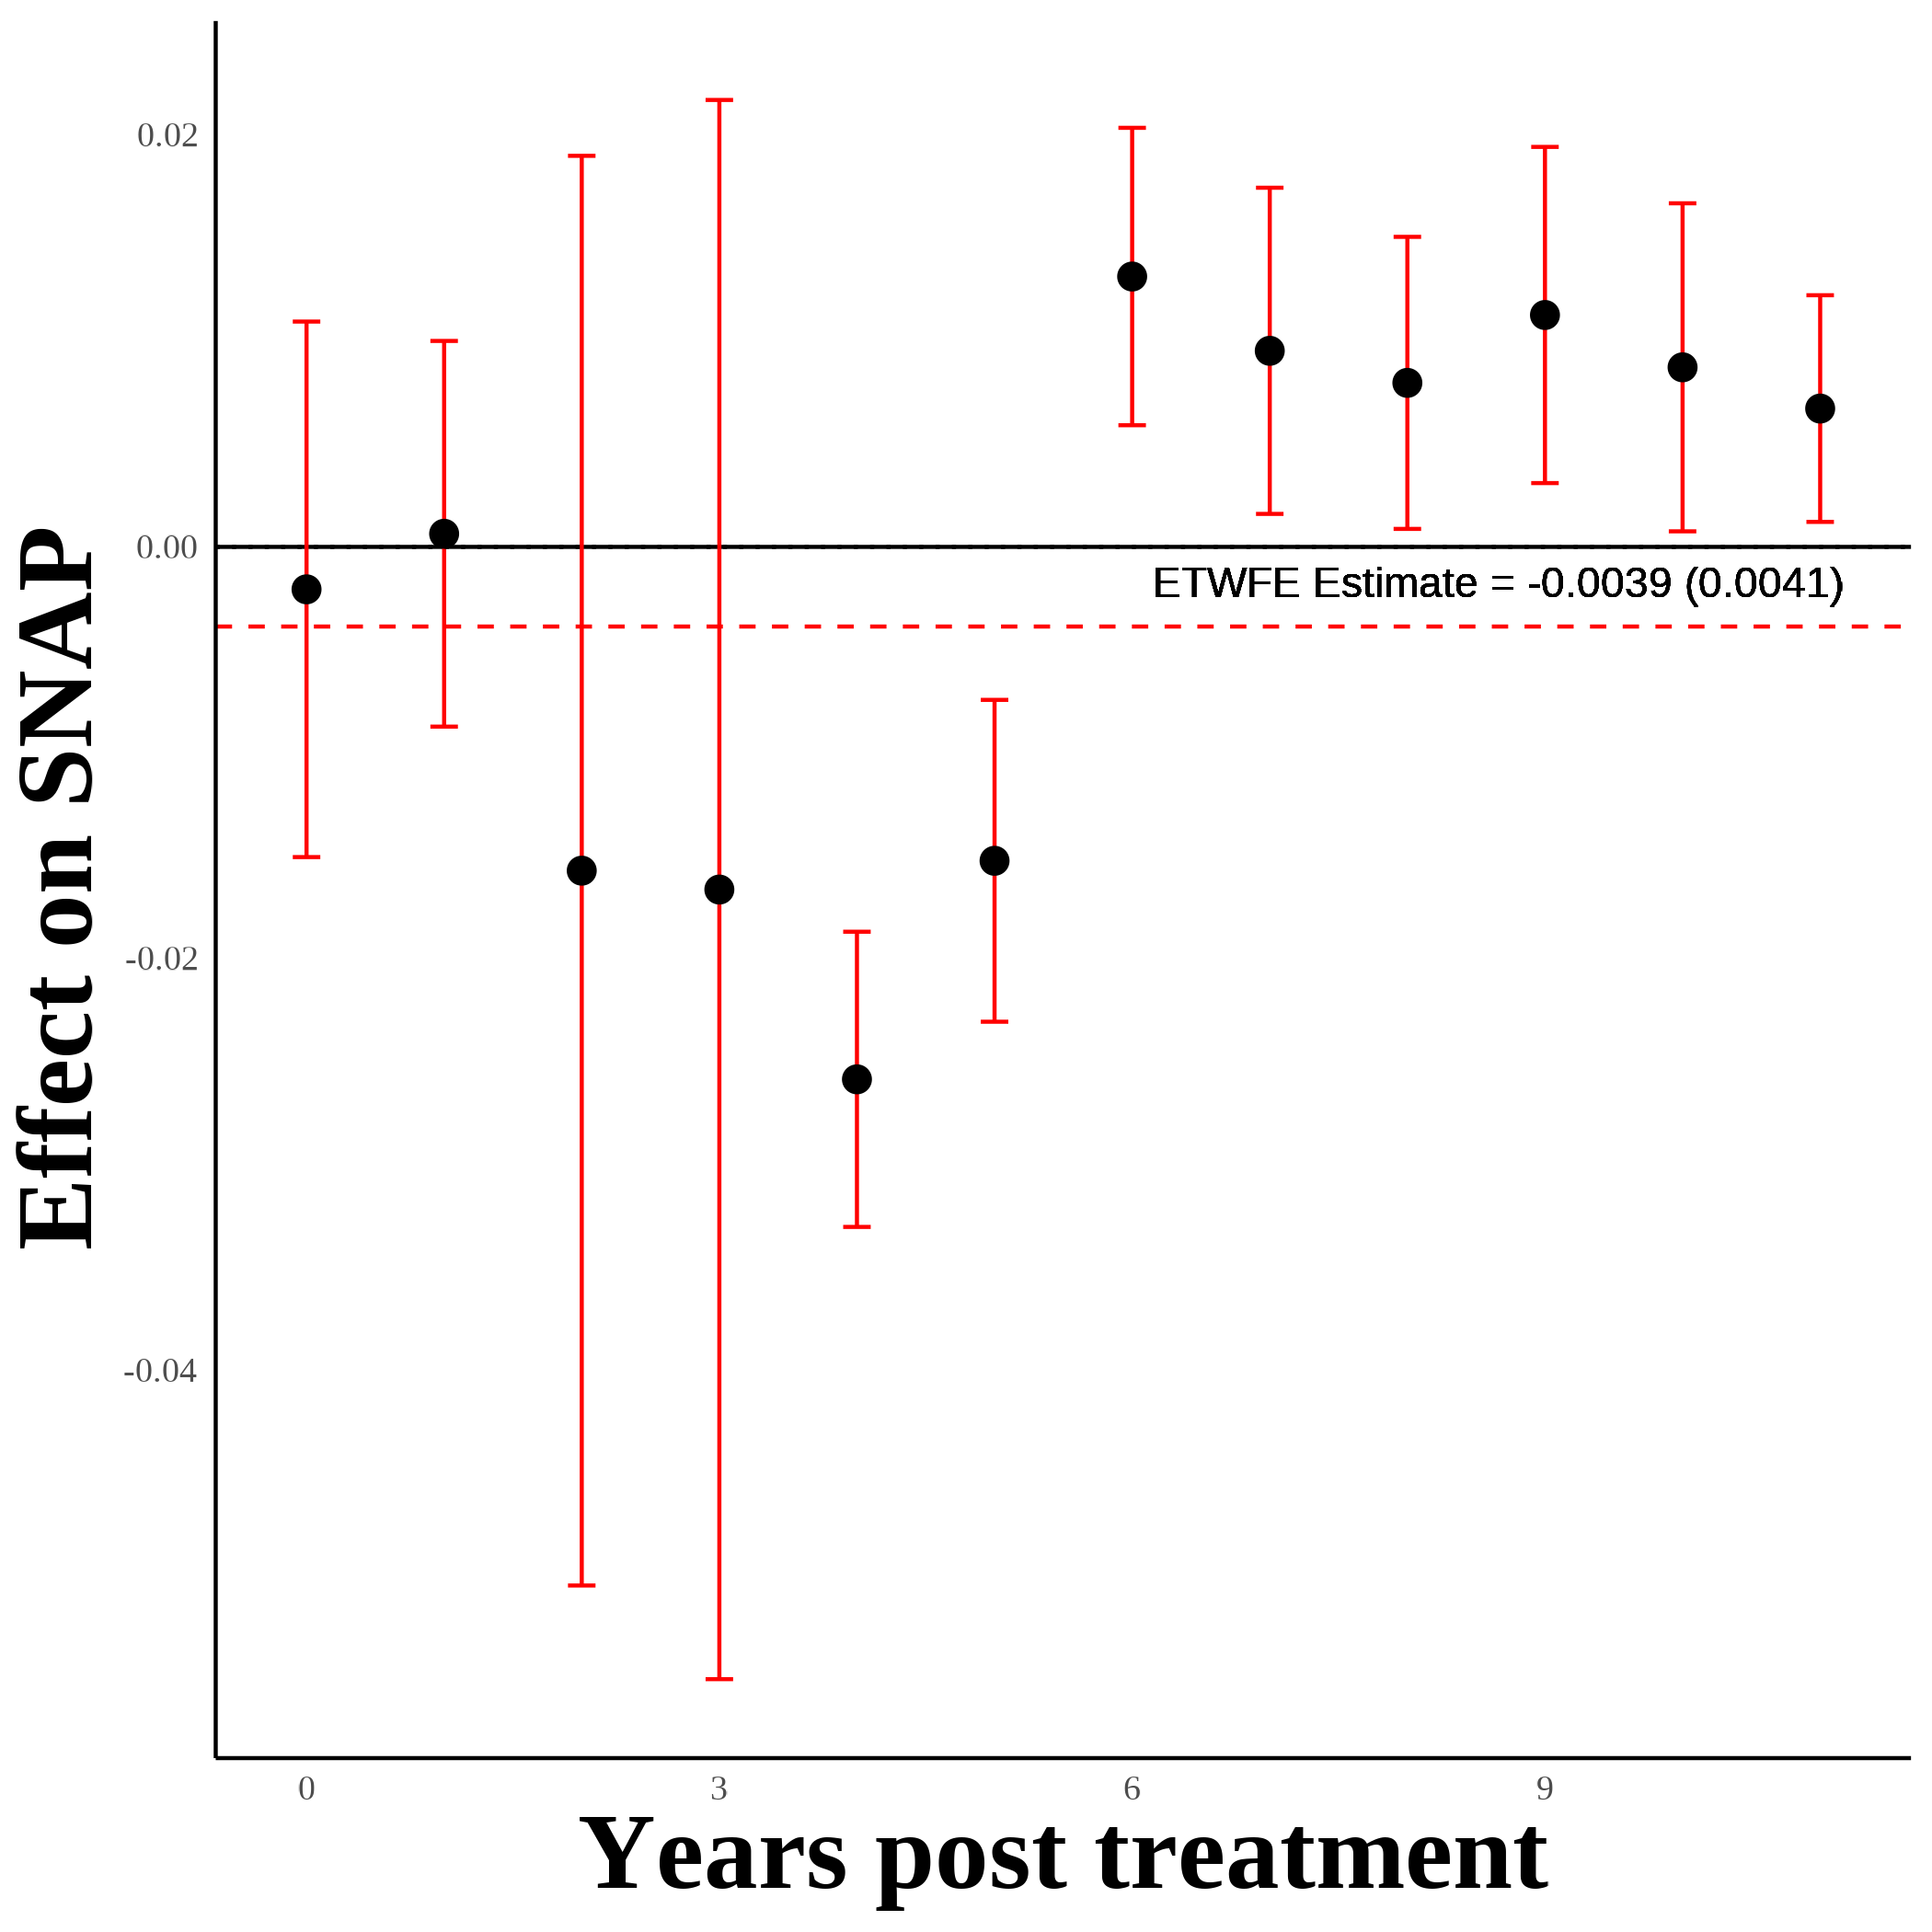 Effect on SNAP
0.02
0.00
-0.02
-0.04
ETWFE Estimate = -0.0039 (0.0041)
0 3 6 9
Years post treatment